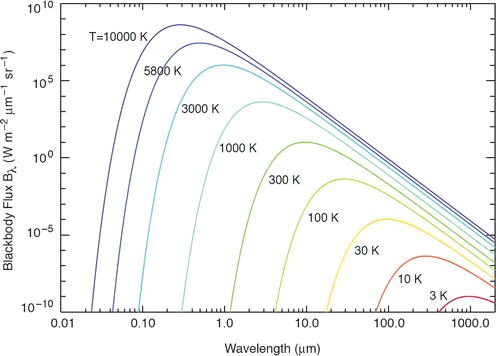 10^10
T=10000 K
5800 K
10^5
3000 K
1000 K
10^0
300 K
100 K
10^−5
30 K
10 K
3 K
10^−10
0.01 0.10 1.0 10.0 100.0 1000.0
Wavelength (μm)
Blackbody Flux B_λ (W m^−2 μm^−1 sr^−1)